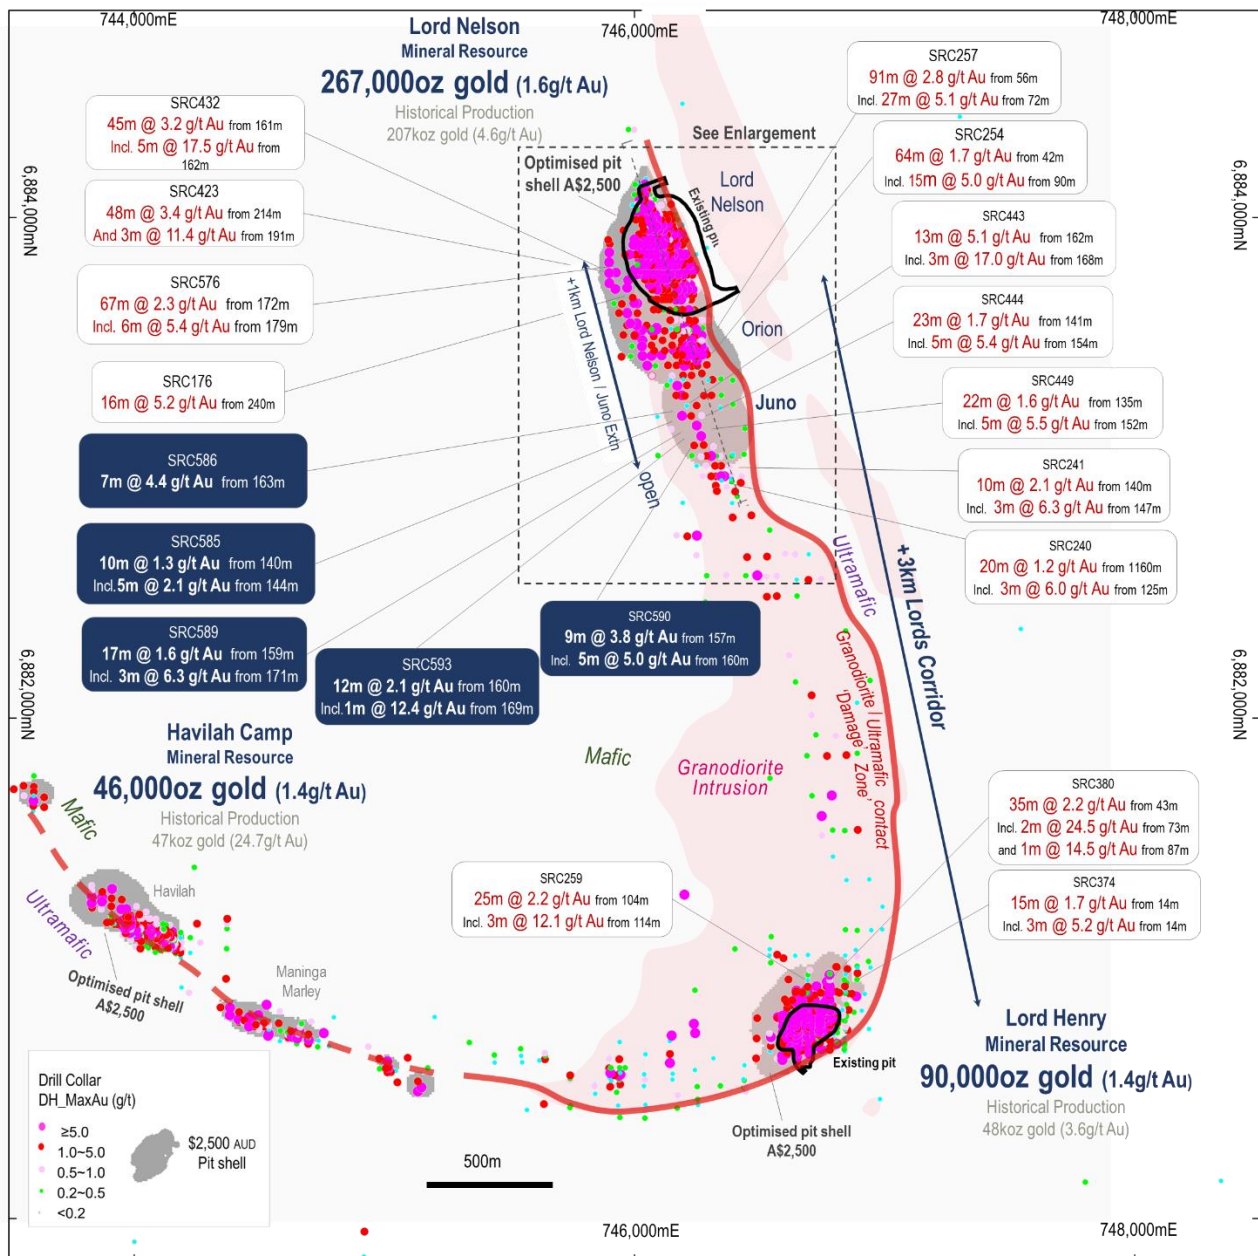 744,000mE
746,000mE
748,000mE
Lord Nelson
Mineral Resource
267,000oz gold (1.6g/t Au)
Historical Production
207koz gold (4.6g/t Au)
SRC432
45m @ 3.2 g/t Au from 161m
Incl. 5m @ 17.5 g/t Au from
162m
SRC423
48m @ 3.4 g/t Au from 214m
And 3m @ 11.4 g/t Au from 191m
SRC576
67m @ 2.3 g/t Au from 172m
Incl. 6m @ 5.4 g/t Au from 179m
SRC176
16m @ 5.2 g/t Au from 240m
SRC586
7m @ 4.4 g/t Au from 163m
SRC585
10m @ 1.3 g/t Au from 140m
Incl. 5m @ 2.1 g/t Au from 144m
SRC589
17m @ 1.6 g/t Au from 159m
Incl. 3m @ 6.3 g/t Au from 171m
SRC593
12m @ 2.1 g/t Au from 160m
Incl. 1m @ 12.4 g/t Au from 169m
SRC590
9m @ 3.8 g/t Au from 157m
Incl. 5m @ 5.0 g/t Au from 160m
See Enlargement
Optimised pit
shell A$2,500
Existing pit
Lord
Nelson
Orion
Juno
+1km Lord Nelson / Juno Extn
open
SRC257
91m @ 2.8 g/t Au from 56m
Incl. 27m @ 5.1 g/t Au from 72m
SRC254
64m @ 1.7 g/t Au from 42m
Incl. 15m @ 5.0 g/t Au from 90m
SRC443
13m @ 5.1 g/t Au from 162m
Incl. 3m @ 17.0 g/t Au from 168m
SRC444
23m @ 1.7 g/t Au from 141m
Incl. 5m @ 5.4 g/t Au from 154m
SRC449
22m @ 1.6 g/t Au from 135m
Incl. 5m @ 5.5 g/t Au from 152m
SRC241
10m @ 2.1 g/t Au from 140m
Incl. 3m @ 6.3 g/t Au from 147m
SRC240
20m @ 1.2 g/t Au from 1160m
Incl. 3m @ 6.0 g/t Au from 125m
6,884,000mN
6,884,000mN
6,882,000mN
6,882,000mN
Ultramafic
+3km Lords Corridor
Granodiorite / Ultramafic contact
'Damage' Zone'
Mafic
Granodiorite
Intrusion
Havilah Camp
Mineral Resource
46,000oz gold (1.4g/t Au)
Historical Production
47koz gold (24.7g/t Au)
Mafic
Ultramafic
Havilah
Optimised pit shell
A$2,500
Maninga
Marley
SRC259
25m @ 2.2 g/t Au from 104m
Incl. 3m @ 12.1 g/t Au from 114m
SRC380
35m @ 2.2 g/t Au from 43m
Incl. 2m @ 24.5 g/t Au from 73m
and 1m @ 14.5 g/t Au from 87m
SRC374
15m @ 1.7 g/t Au from 14m
Incl. 3m @ 5.2 g/t Au from 14m
Existing pit
Lord Henry
Mineral Resource
90,000oz gold (1.4g/t Au)
Historical Production
48koz gold (3.6g/t Au)
Optimised pit shell
A$2,500
Drill Collar
DH_MaxAu (g/t)
≥5.0
1.0~5.0
0.5~1.0
0.2~0.5
<0.2
$2,500 AUD
Pit shell
500m
744,000mE
746,000mE
748,000mE